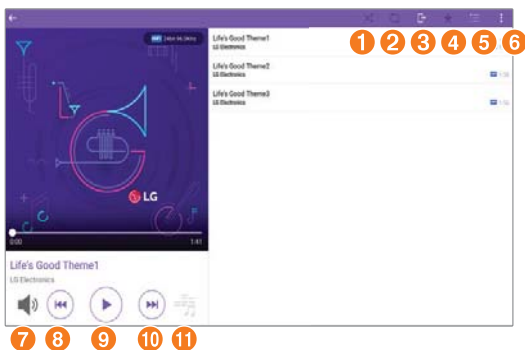 Life's Good Theme1
LG Electronics
Life's Good Theme2
LG Electronics
Life's Good Theme3
LG Electronics
LG
0:00
1:41
Life's Good Theme1
LG Electronics
1 2 3 4 5 6
7 8 9 10 11